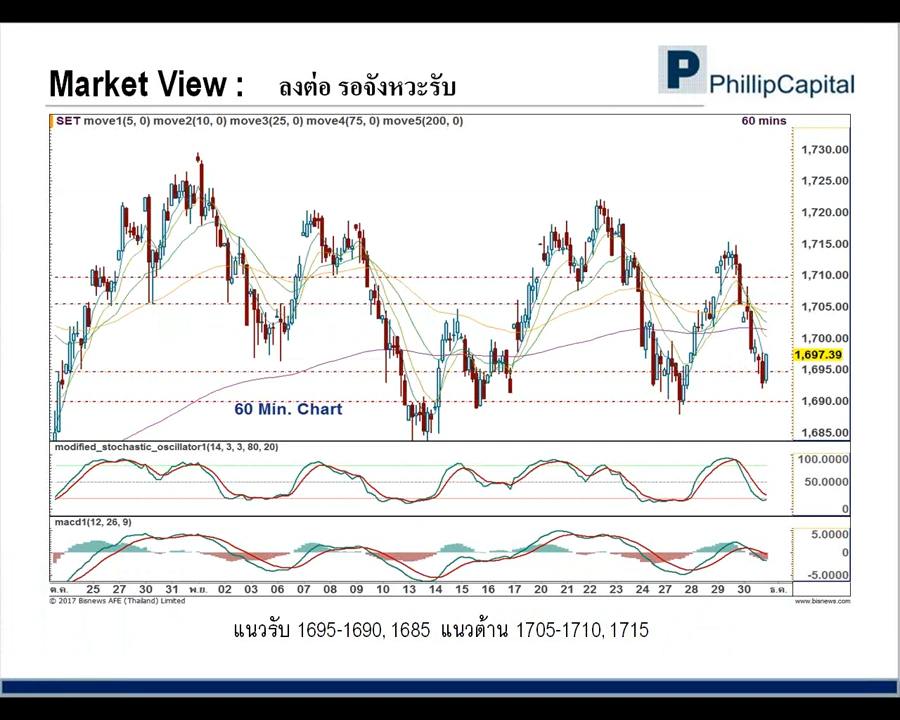 Market View : ลงต่อ รอจังหวะรับ
P PhillipCapital
SET move1(5, 0) move2(10, 0) move3(25, 0) move4(75, 0) move5(200, 0) 60 mins
1,730.00
1,725.00
1,720.00
1,715.00
1,710.00
1,705.00
1,700.00
1,697.39
1,695.00
1,690.00
1,685.00
60 Min. Chart
modified_stochastic_oscillator1(14, 3, 3, 80, 20)
100.0000
50.0000
0
macd1(12, 26, 9)
5.0000
0
-5.0000
ต.ค. 25 27 30 31 พ.ย. 02 03 06 07 08 09 10 13 14 15 16 17 20 21 22 23 24 27 28 29 30 ธ.ค.
© 2017 Bisnews AFE (Thailand) Limited www.bisnews.com
แนวรับ 1695-1690, 1685 แนวต้าน 1705-1710, 1715